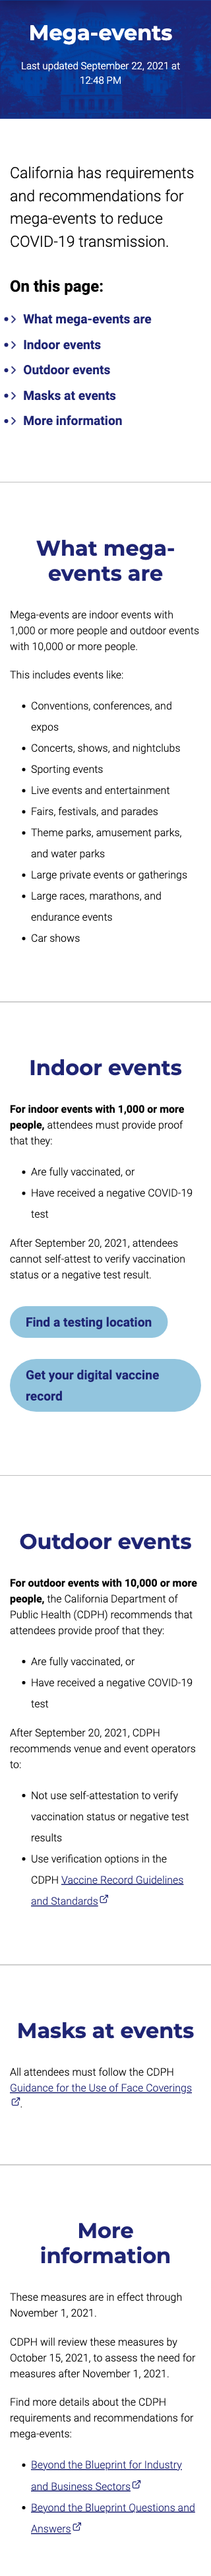 Mega-events
Last updated September 22, 2021 at
12:48 PM
California has requirements
and recommendations for
mega-events to reduce
COVID-19 transmission.
On this page:
What mega-events are
Indoor events
Outdoor events
Masks at events
More information
What mega-
events are
Mega-events are indoor events with
1,000 or more people and outdoor events
with 10,000 or more people.
This includes events like:
Conventions, conferences, and
expos
Concerts, shows, and nightclubs
Sporting events
Live events and entertainment
Fairs, festivals, and parades
Theme parks, amusement parks,
and water parks
Large private events or gatherings
Large races, marathons, and
endurance events
Car shows
Indoor events
For indoor events with 1,000 or more
people, attendees must provide proof
that they:
Are fully vaccinated, or
Have received a negative COVID-19
test
After September 20, 2021, attendees
cannot self-attest to verify vaccination
status or a negative test result.
Find a testing location
Get your digital vaccine
record
Outdoor events
For outdoor events with 10,000 or more
people, the California Department of
Public Health (CDPH) recommends that
attendees provide proof that they:
Are fully vaccinated, or
Have received a negative COVID-19
test
After September 20, 2021, CDPH
recommends venue and event operators
to:
Not use self-attestation to verify
vaccination status or negative test
results
Use verification options in the
CDPH Vaccine Record Guidelines
and Standards
Masks at events
All attendees must follow the CDPH
Guidance for the Use of Face Coverings
.
More
information
These measures are in effect through
November 1, 2021.
CDPH will review these measures by
October 15, 2021, to assess the need for
measures after November 1, 2021.
Find more details about the CDPH
requirements and recommendations for
mega-events:
Beyond the Blueprint for Industry
and Business Sectors
Beyond the Blueprint Questions and
Answers